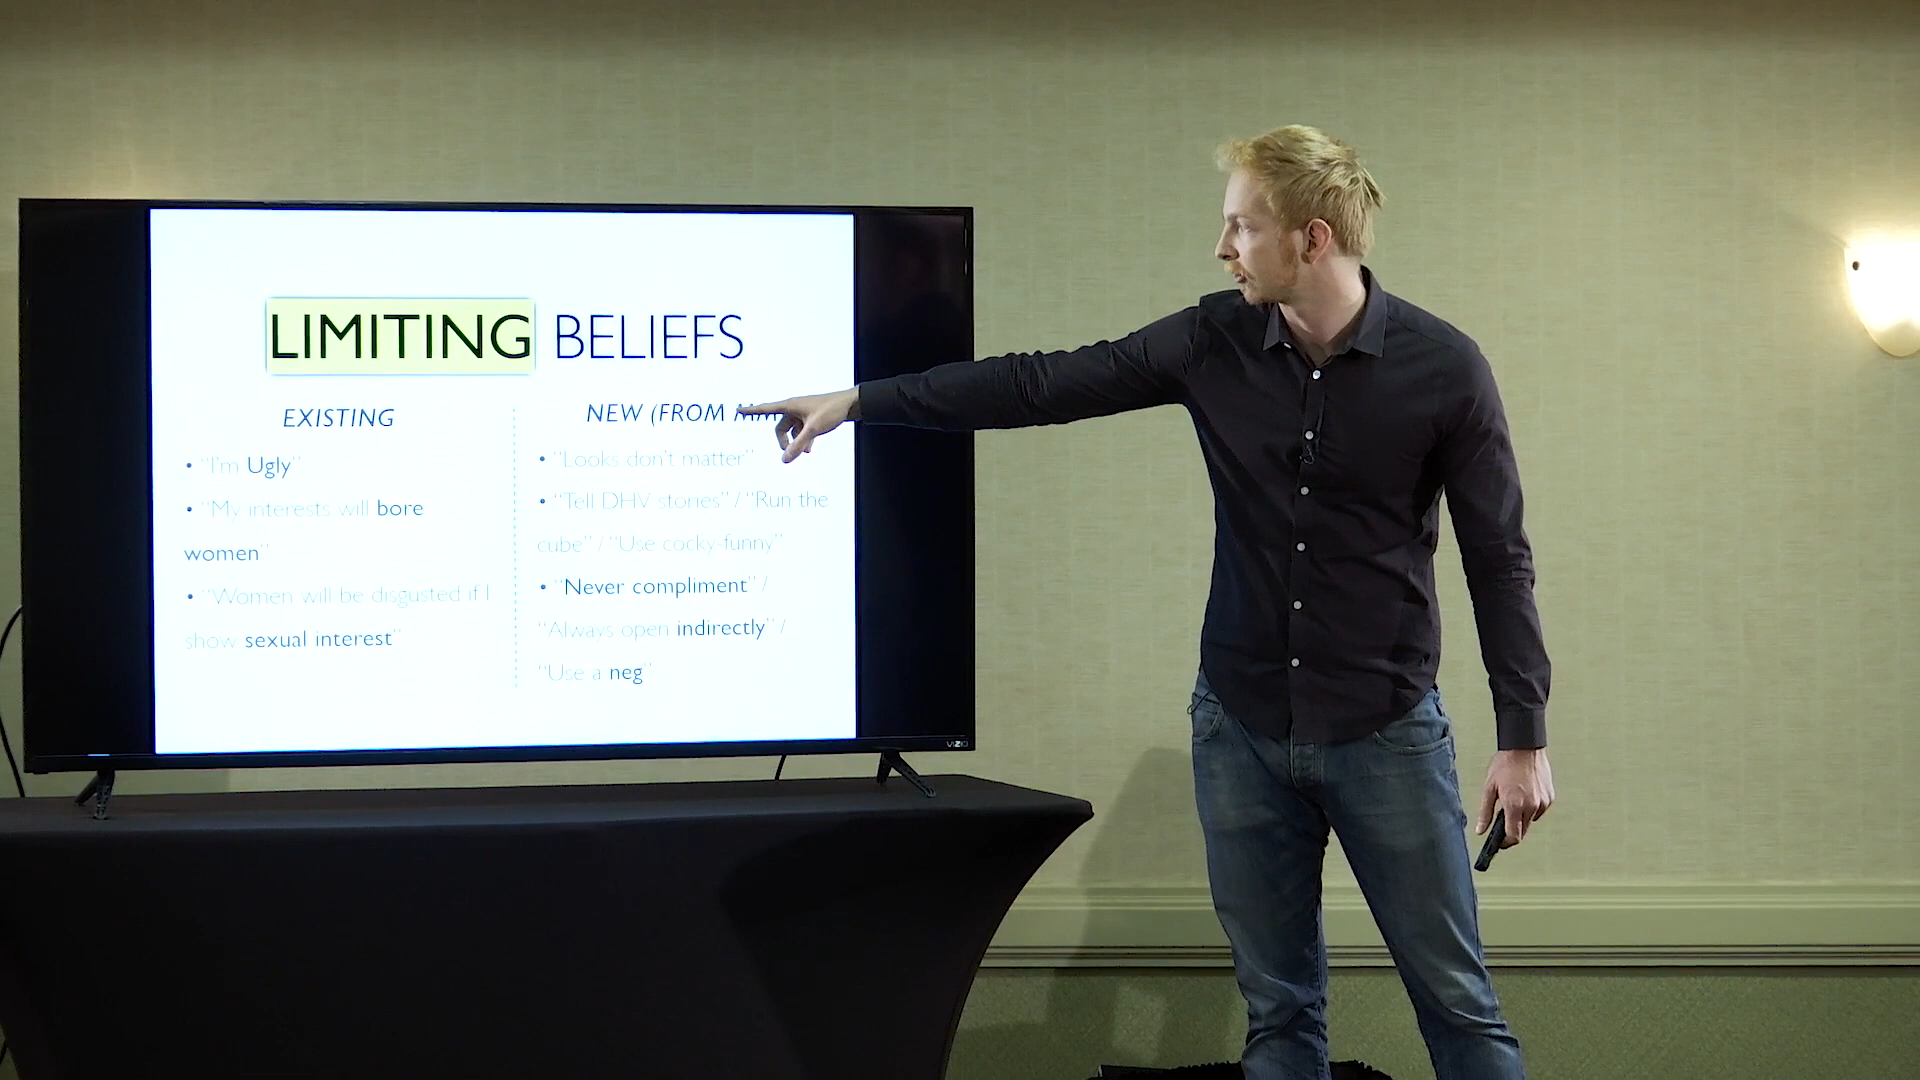 LIMITING BELIEFS
EXISTING
• "I'm Ugly"
• "My interests will bore
women"
• "Women will be disgusted if I
show sexual interest"
NEW (FROM MM
• "Looks don't matter"
• "Tell DHV stories" / "Run the
cube" / "Use cocky-funny"
• "Never compliment" /
"Always open indirectly" /
"Use a neg"
VIZIO